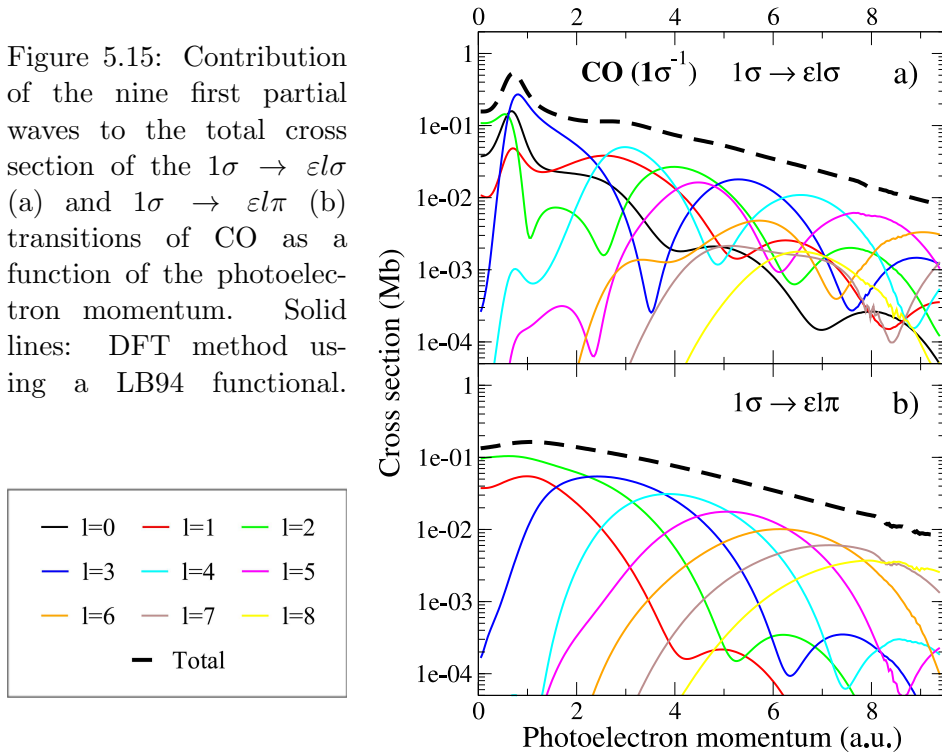 Figure 5.15: Contribution
of the nine first partial
waves to the total cross
section of the 1σ → εlσ
(a) and 1σ → εlπ (b)
transitions of CO as a
function of the photoelec-
tron momentum. Solid
lines: DFT method us-
ing a LB94 functional.
l=0 l=1 l=2
l=3 l=4 l=5
l=6 l=7 l=8
Total
0 2 4 6 8
CO (1σ⁻¹) 1σ → εlσ a)
1
1e-01
1e-02
1e-03
1e-04
Cross section (Mb)
1σ → εlπ b)
1
1e-01
1e-02
1e-03
1e-04
0 2 4 6 8
Photoelectron momentum (a.u.)